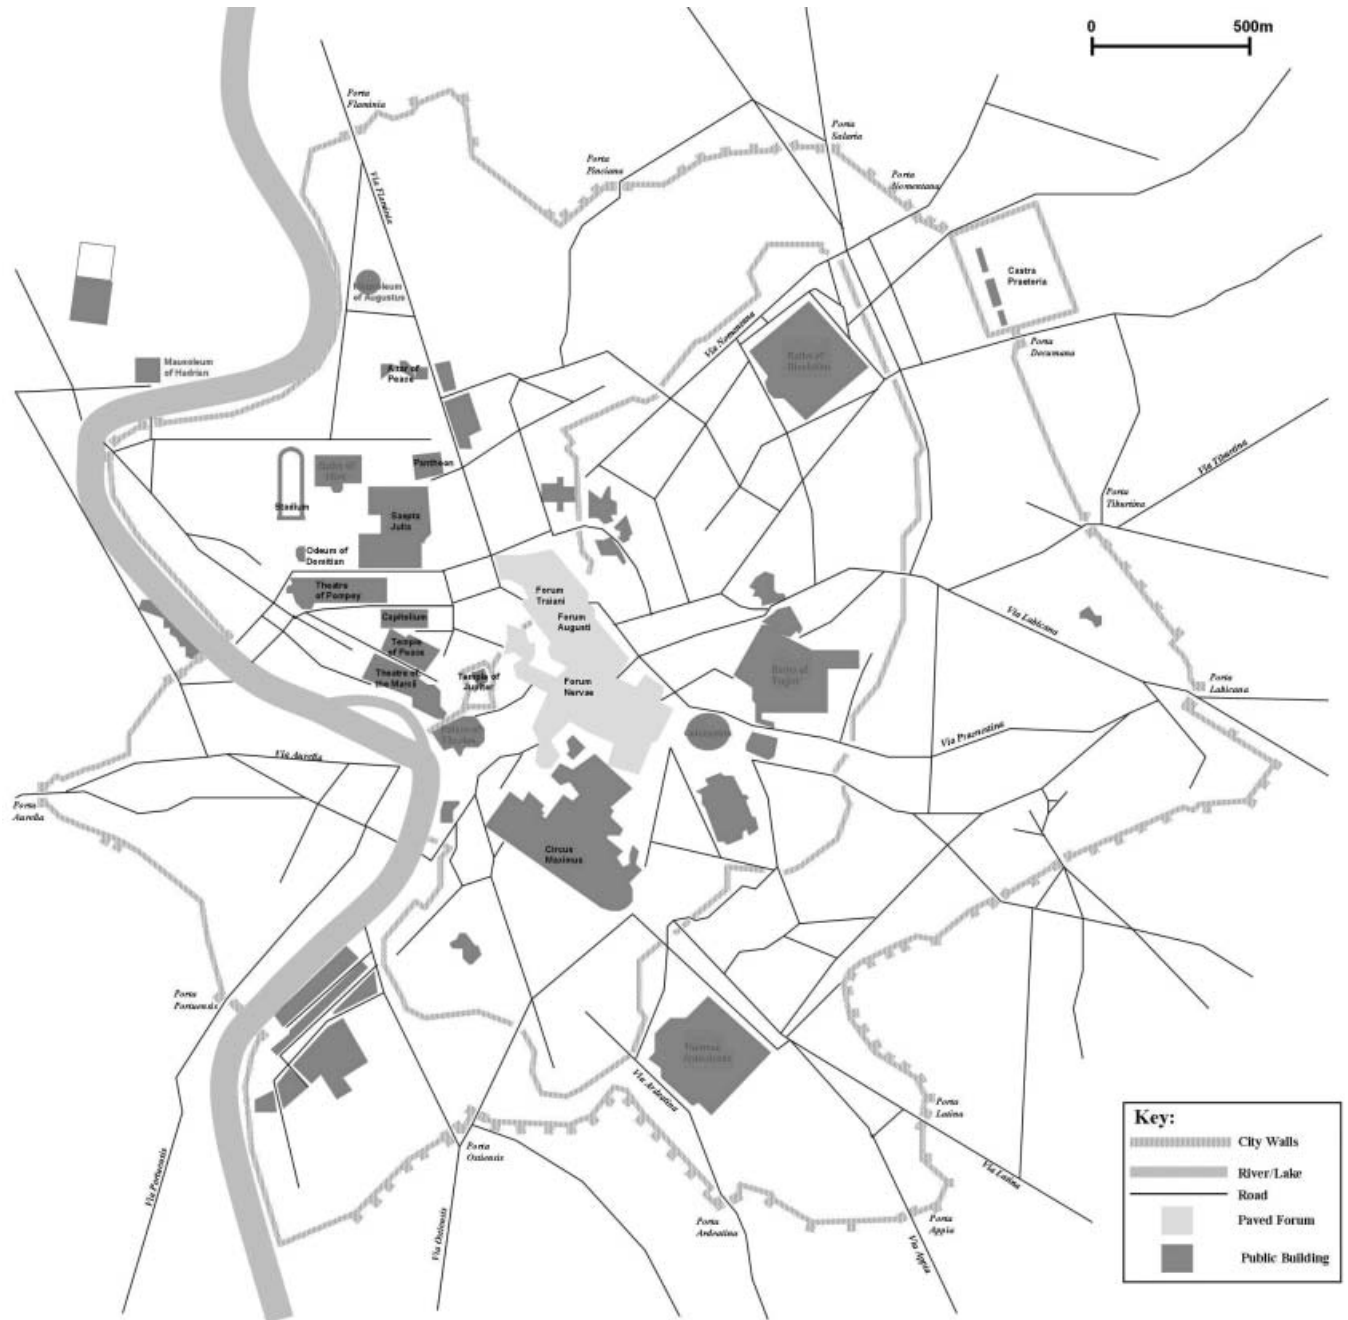 0 500m
Porta
Flaminia
Porta
Salaria
Porta
Pinciana
Porta
Nomentana
Via Flaminia
Castra
Praetoria
of Augustus
Via Nomentana
Porta
Decumana
Mausoleum
of Hadrian
Altar of
Peace
Baths of
Pantheon
Via Tiburtina
Stadium
Saepta
Julia
Porta
Tiburtina
Odeum of
Domitian
Theatre
of Pompey
Forum
Traiani
Forum
Augusti
Capitolium
Via Labicana
Temple
of Peace
Theatre of
the Marcii
Temple of
Jupiter
Forum
Nervae
Baths of
Porta
Labicana
Via Praenestina
Via Aurelia
Porta
Aurelia
Circus
Maximus
Porta
Portuensis
Via Ardeatina
Porta
Latina
Porta
Ostiensis
Via Portuensis
Via Latina
Via Ostiensis
Porta
Ardeatina
Porta
Appia
Via Appia
Key:
City Walls
River/Lake
Road
Paved Forum
Public Building